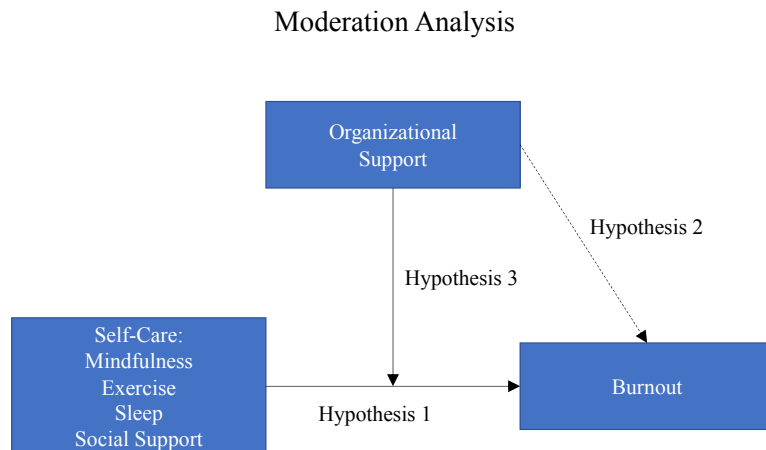 Moderation Analysis
Organizational
Support
Hypothesis 2
Hypothesis 3
Self-Care:
Mindfulness
Exercise
Sleep
Social Support
Hypothesis 1
Burnout